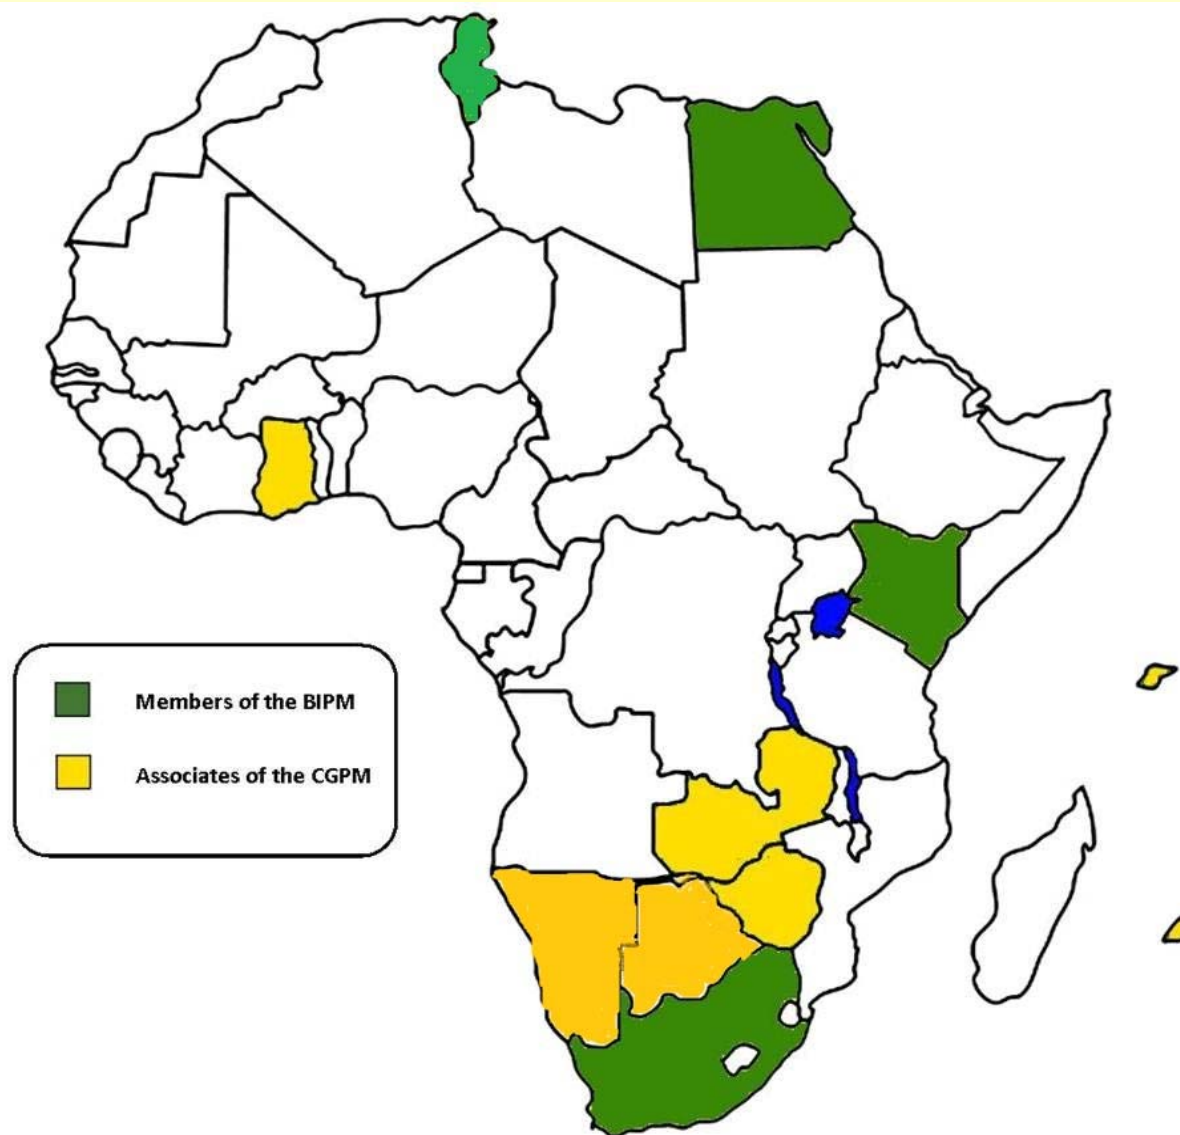 Members of the BIPM
Associates of the CGPM